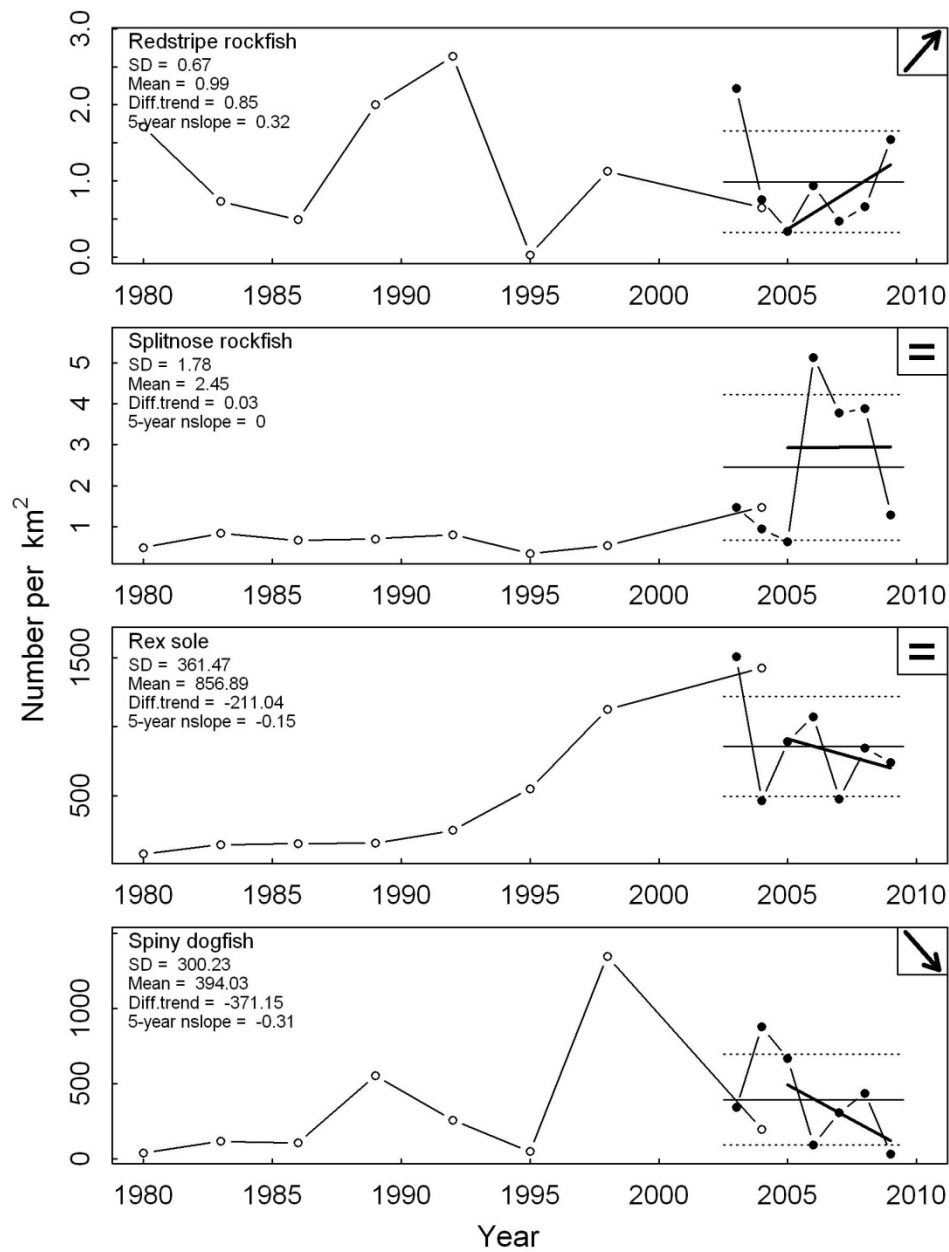 Number per km²
Redstripe rockfish
SD = 0.67
Mean = 0.99
Diff.trend = 0.85
5-year nslope = 0.32
3.0
2.0
1.0
0.0
1980 1985 1990 1995 2000 2005 2010
Splitnose rockfish
SD = 1.78
Mean = 2.45
Diff.trend = 0.03
5-year nslope = 0
=
5
4
3
2
1
1980 1985 1990 1995 2000 2005 2010
Rex sole
SD = 361.47
Mean = 856.89
Diff.trend = -211.04
5-year nslope = -0.15
=
1500
500
1980 1985 1990 1995 2000 2005 2010
Spiny dogfish
SD = 300.23
Mean = 394.03
Diff.trend = -371.15
5-year nslope = -0.31
1000
500
0
1980 1985 1990 1995 2000 2005 2010
Year